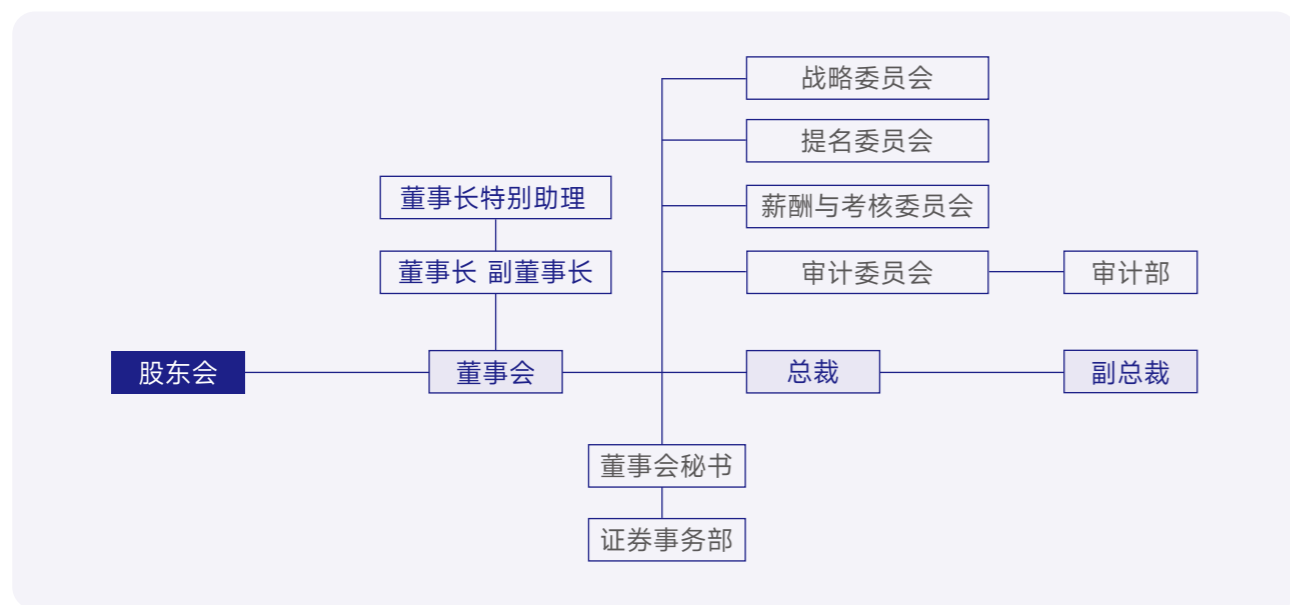 战略委员会
提名委员会
董事长特别助理
薪酬与考核委员会
董事长 副董事长
审计委员会
审计部
股东会
董事会
总裁
副总裁
董事会秘书
证券事务部